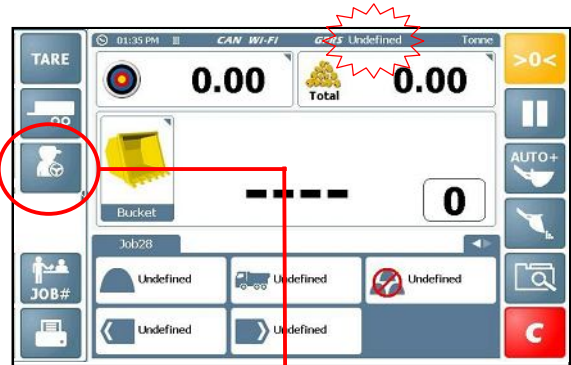 TARE
01:35 PM CAN WI-FI GPRS Undefined Tonne
>0<
0.00
Total
0.00
AUTO+
Bucket
----
0
Job28
Undefined
Undefined
Undefined
JOB#
Undefined
Undefined
C